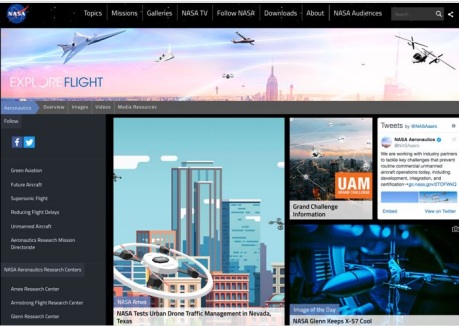 NASA
Topics Missions Galleries NASA TV Follow NASA Downloads About NASA Audiences
Search
EXPLORE FLIGHT
Aeronautics Overview Images Videos Media Resources
Follow
Green Aviation
Future Aircraft
Supersonic Flight
Reducing Flight Delays
Unmanned Aircraft
Aeronautics Research Mission
Directorate
NASA Aeronautics Research Centers
Ames Research Center
Armstrong Flight Research Center
Glenn Research Center
NASA Ames
NASA Tests Urban Drone Traffic Management in Nevada,
Texas
UAM
GRAND CHALLENGE
Grand Challenge
Information
Tweets by @NASAaero
NASA Aeronautics
@NASAaero
We are working with industry partners
to tackle key challenges that prevent
routine commercial unmanned
aircraft operations today, including
development, integration, and
certification
Embed View on Twitter
Image of the Day
NASA Glenn Keeps X-57 Cool